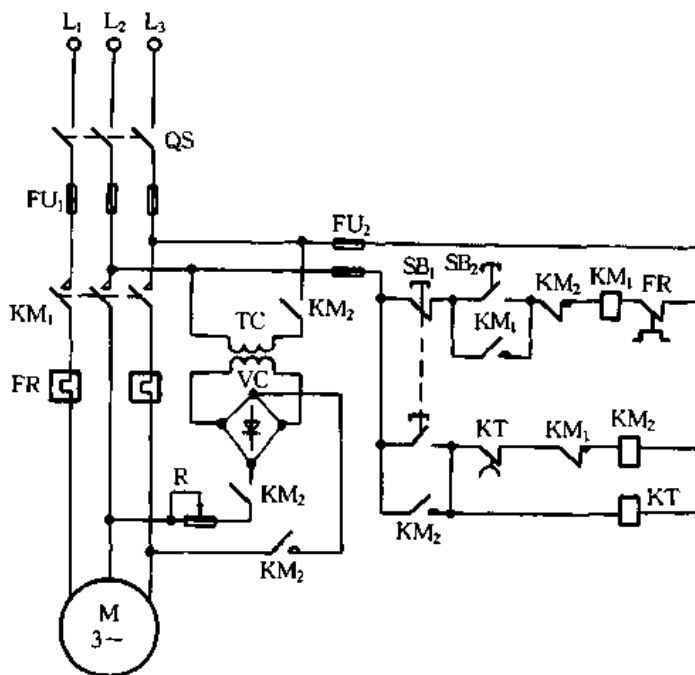 L₁ L₂ L₃
QS
FU₁
FU₂
SB₁ SB₂ KM₂ KM₁ FR
KM₁
KM₁
TC KM₂
VC
FR
KT KM₁ KM₂
R KM₂
KM₂ KT
KM₂
M
3~